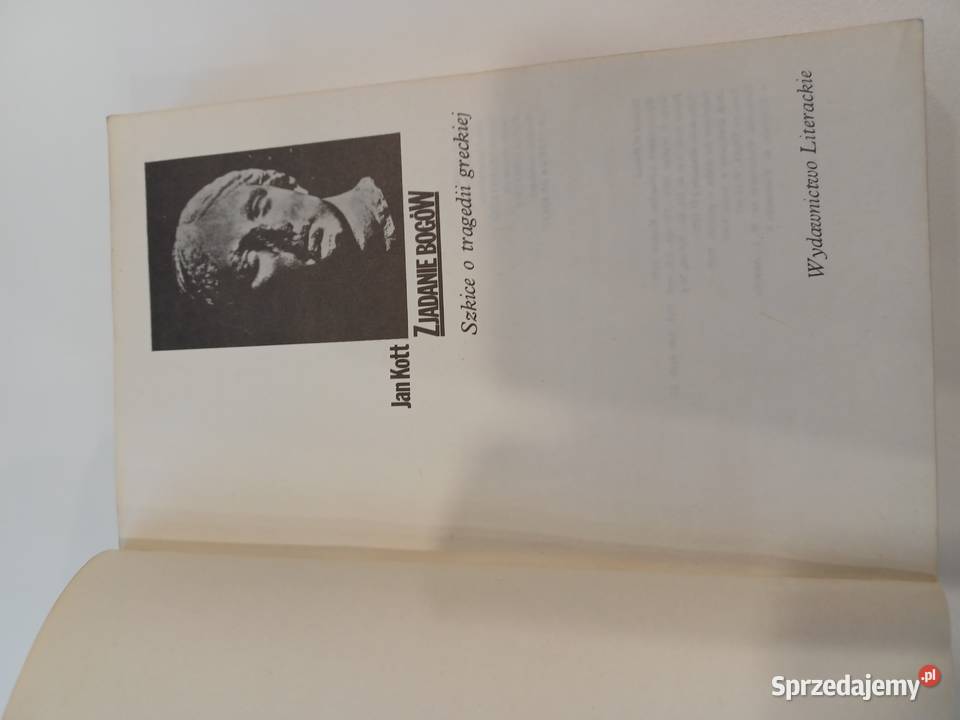 Jan Kott
ZJADANIE BOGÓW
Szkice o tragedii greckiej
Wydawnictwo Literackie
Sprzedajemy.pl